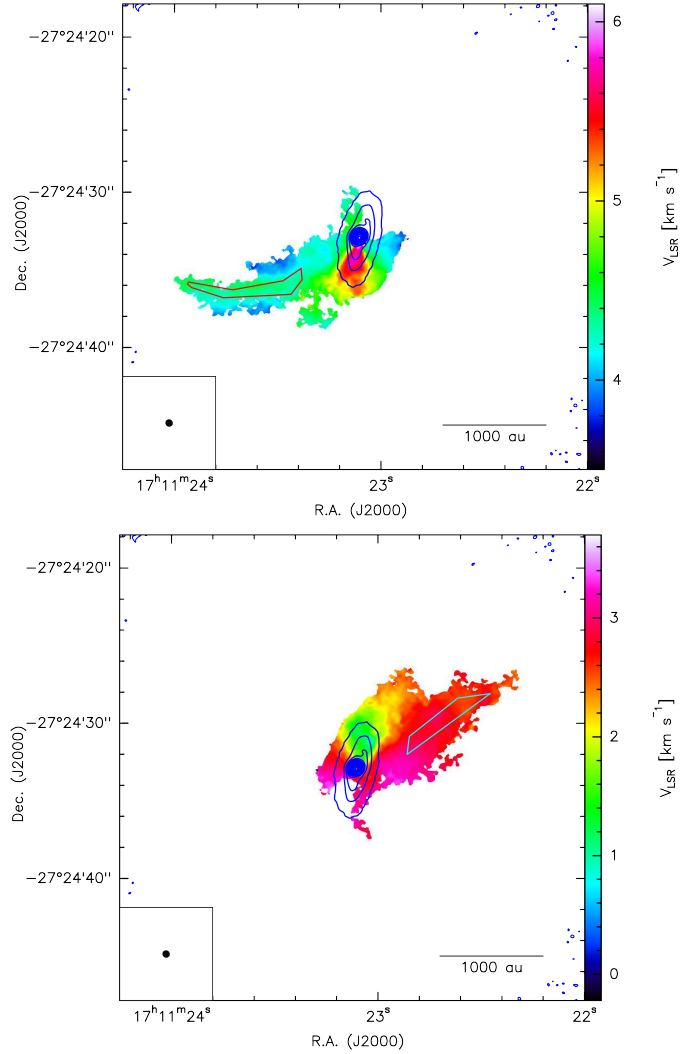 −27°24'20''
−27°24'30''
−27°24'40''
Dec. (J2000)
6
5
4
V_LSR [km s⁻¹]
1000 au
17ʰ11ᵐ24ˢ
23ˢ
22ˢ
R.A. (J2000)
−27°24'20''
−27°24'30''
−27°24'40''
Dec. (J2000)
3
2
1
0
V_LSR [km s⁻¹]
1000 au
17ʰ11ᵐ24ˢ
23ˢ
22ˢ
R.A. (J2000)